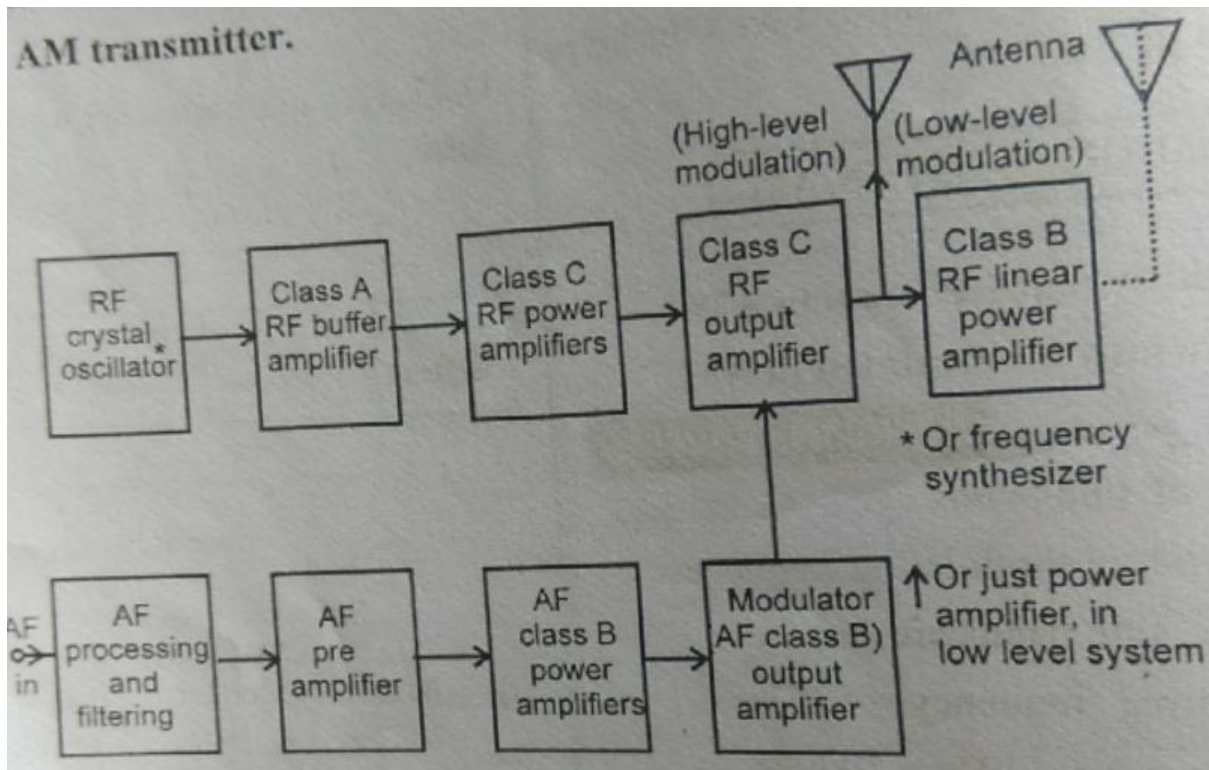 AM transmitter.
Antenna
(High-level
modulation)
(Low-level
modulation)
RF
crystal*
oscillator
Class A
RF buffer
amplifier
Class C
RF power
amplifiers
Class C
RF
output
amplifier
Class B
RF linear
power
amplifier
* Or frequency
synthesizer
AF
in
AF
processing
and
filtering
AF
pre
amplifier
AF
class B
power
amplifiers
Modulator
(AF class B)
output
amplifier
↑ Or just power
amplifier, in
low level system